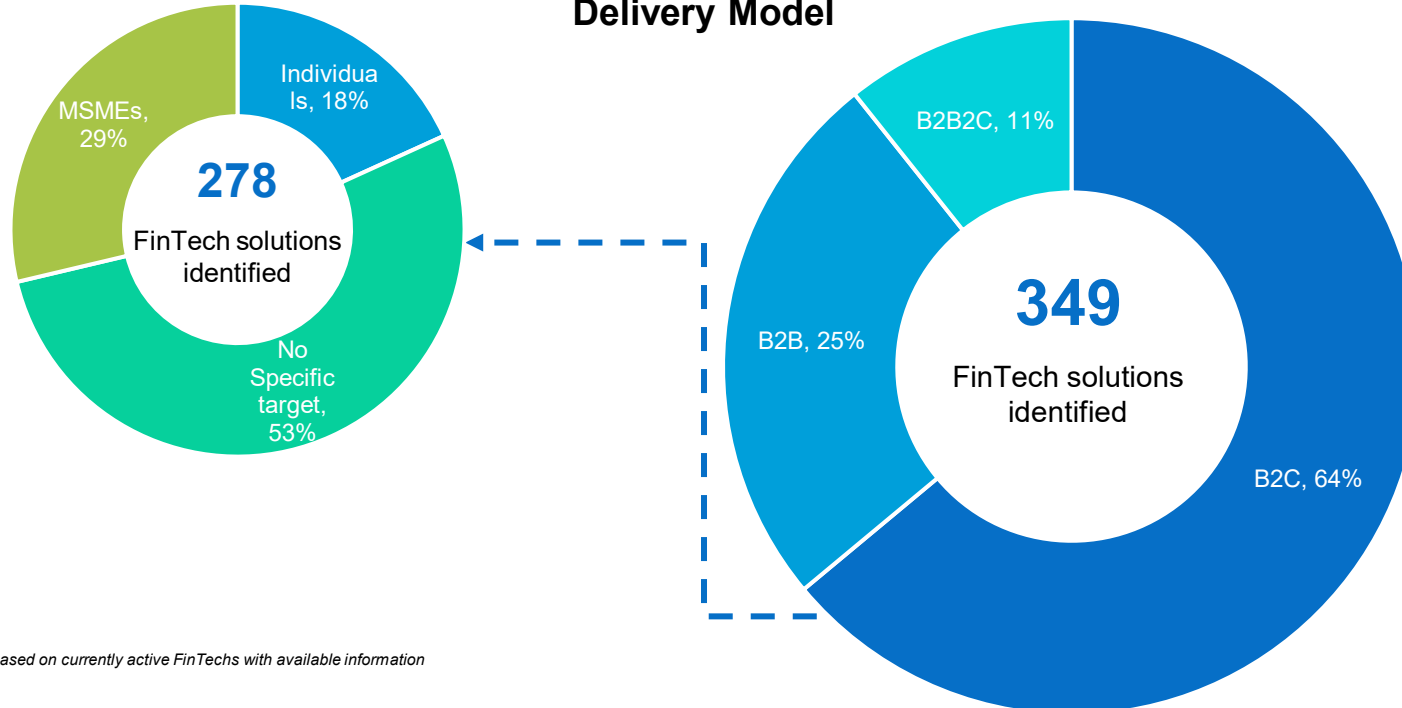 Delivery Model
Individua
ls, 18%
MSMEs,
29%
278
FinTech solutions
identified
No
Specific
target,
53%
B2B2C, 11%
B2B, 25%
349
FinTech solutions
identified
B2C, 64%
ased on currently active FinTechs with available information